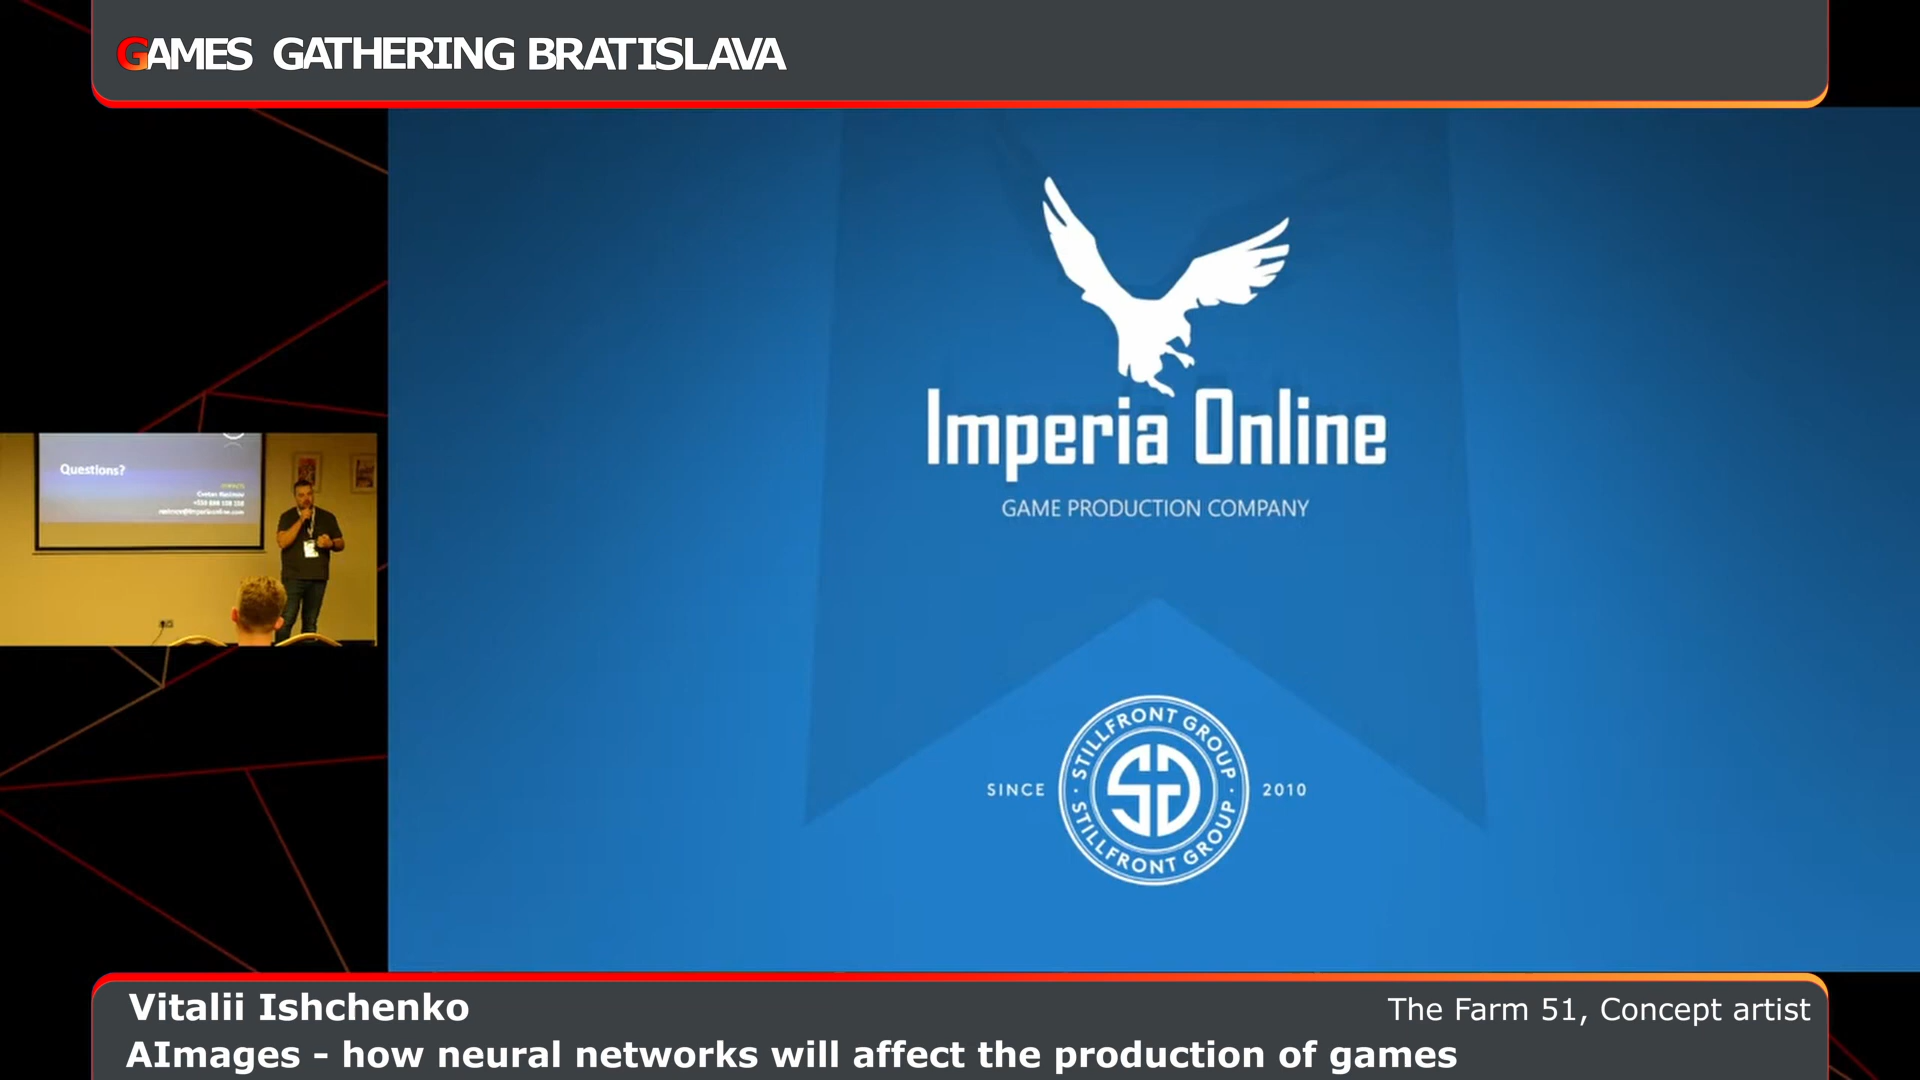 GAMES GATHERING BRATISLAVA
Imperia Online
GAME PRODUCTION COMPANY
SINCE
STILLFRONT GROUP · STILLFRONT GROUP ·
SG
2010
Questions?
Vitalii Ishchenko
The Farm 51, Concept artist
AImages - how neural networks will affect the production of games